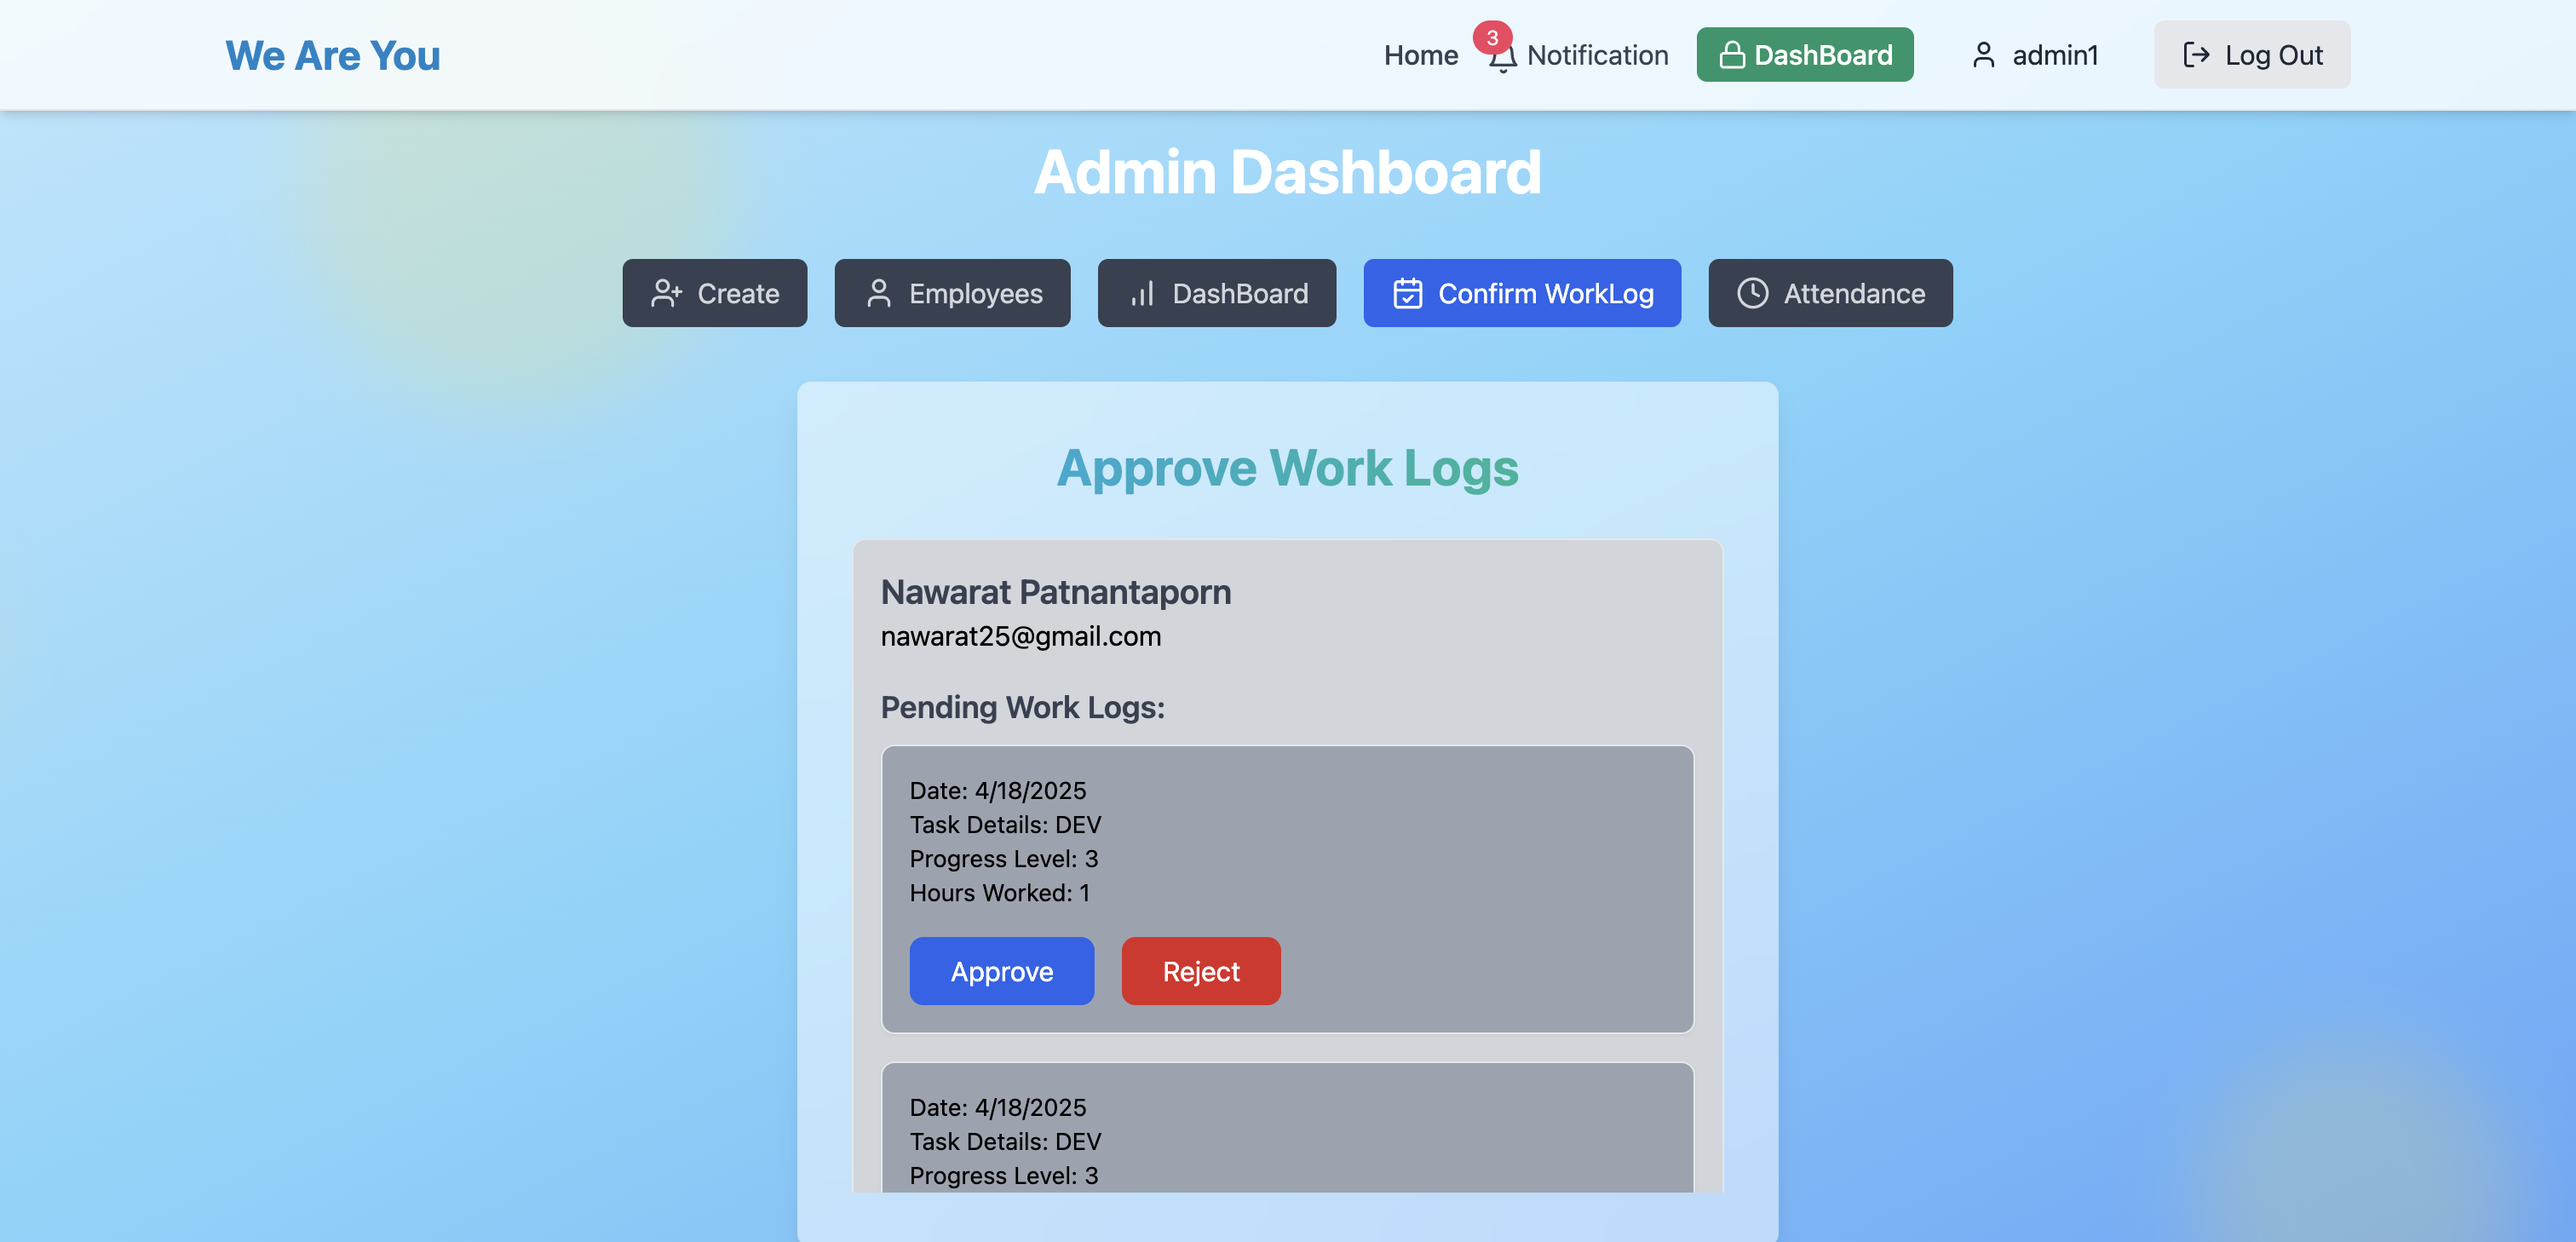 We Are You
Home
3
Notification
DashBoard
admin1
Log Out
Admin Dashboard
Create
Employees
DashBoard
Confirm WorkLog
Attendance
Approve Work Logs
Nawarat Patnantaporn
nawarat25@gmail.com
Pending Work Logs:
Date: 4/18/2025
Task Details: DEV
Progress Level: 3
Hours Worked: 1
Approve
Reject
Date: 4/18/2025
Task Details: DEV
Progress Level: 3